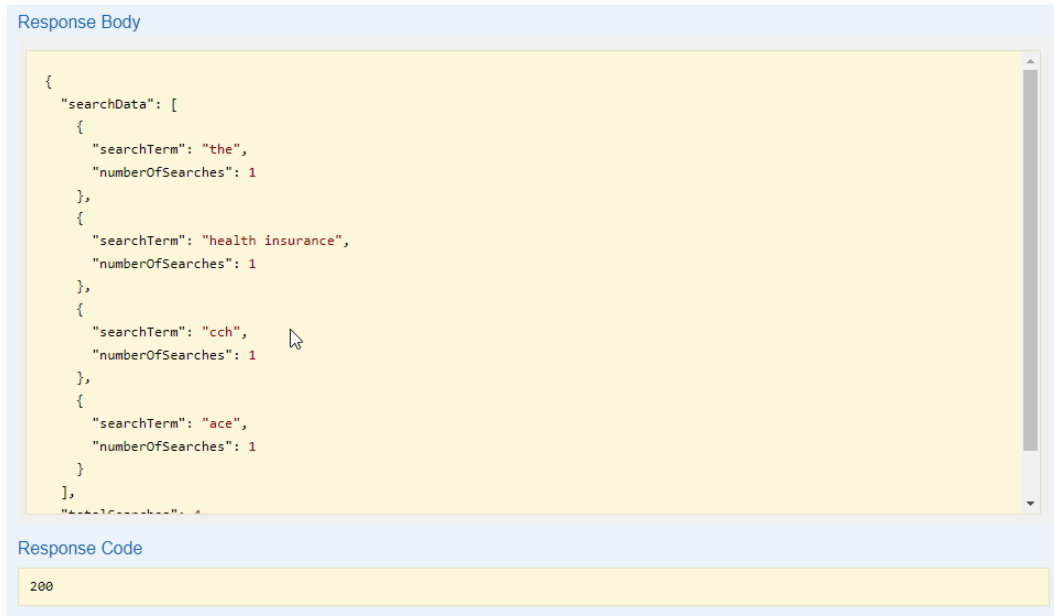 Response Body
{
"searchData": [
{
"searchTerm": "the",
"numberOfSearches": 1
},
{
"searchTerm": "health insurance",
"numberOfSearches": 1
},
{
"searchTerm": "cch",
"numberOfSearches": 1
},
{
"searchTerm": "ace",
"numberOfSearches": 1
}
],
"totalSearches":
Response Code
200